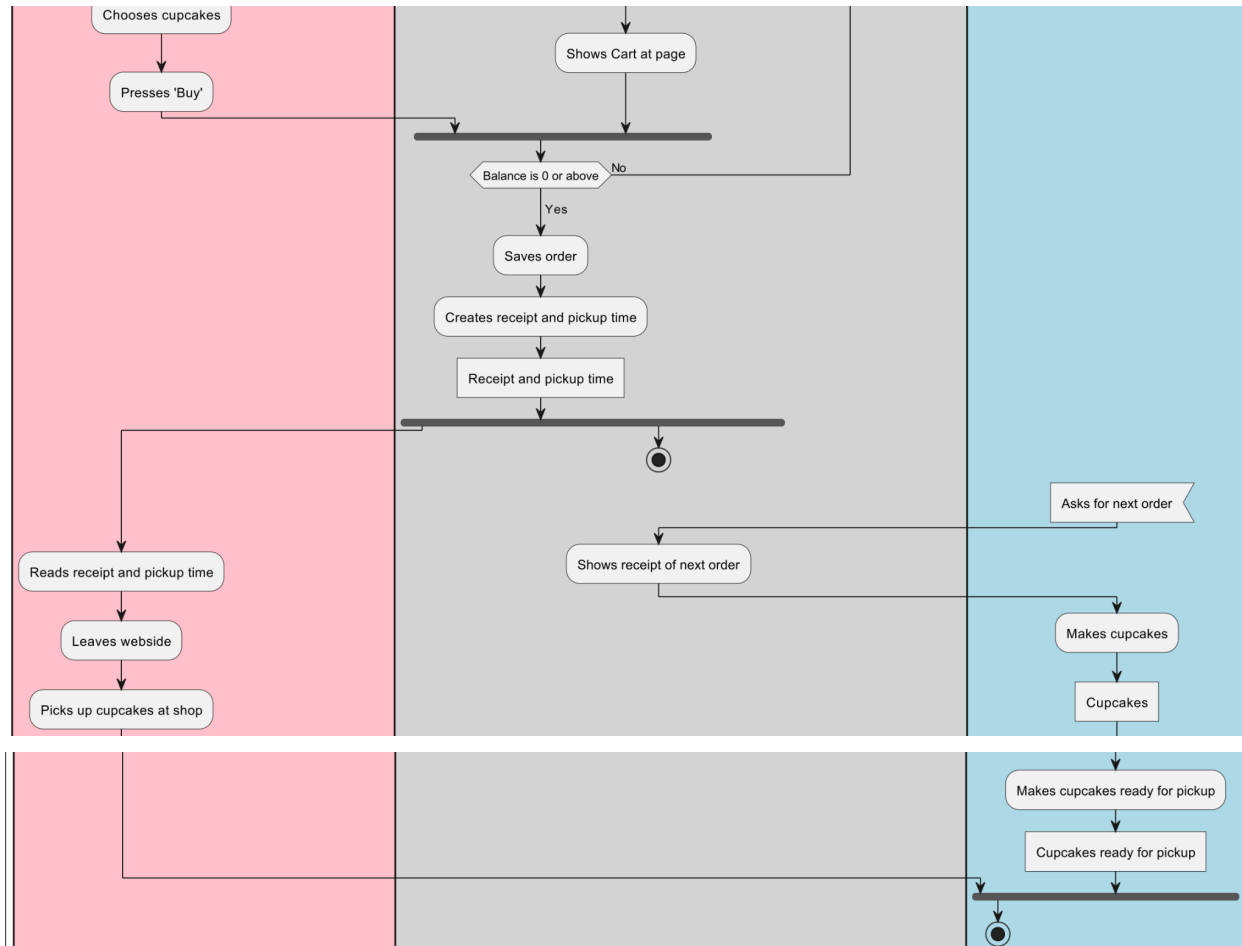 Chooses cupcakes
Shows Cart at page
Presses 'Buy'
Balance is 0 or above
No
Yes
Saves order
Creates receipt and pickup time
Receipt and pickup time
Asks for next order
Shows receipt of next order
Reads receipt and pickup time
Makes cupcakes
Leaves webside
Cupcakes
Picks up cupcakes at shop
Makes cupcakes ready for pickup
Cupcakes ready for pickup